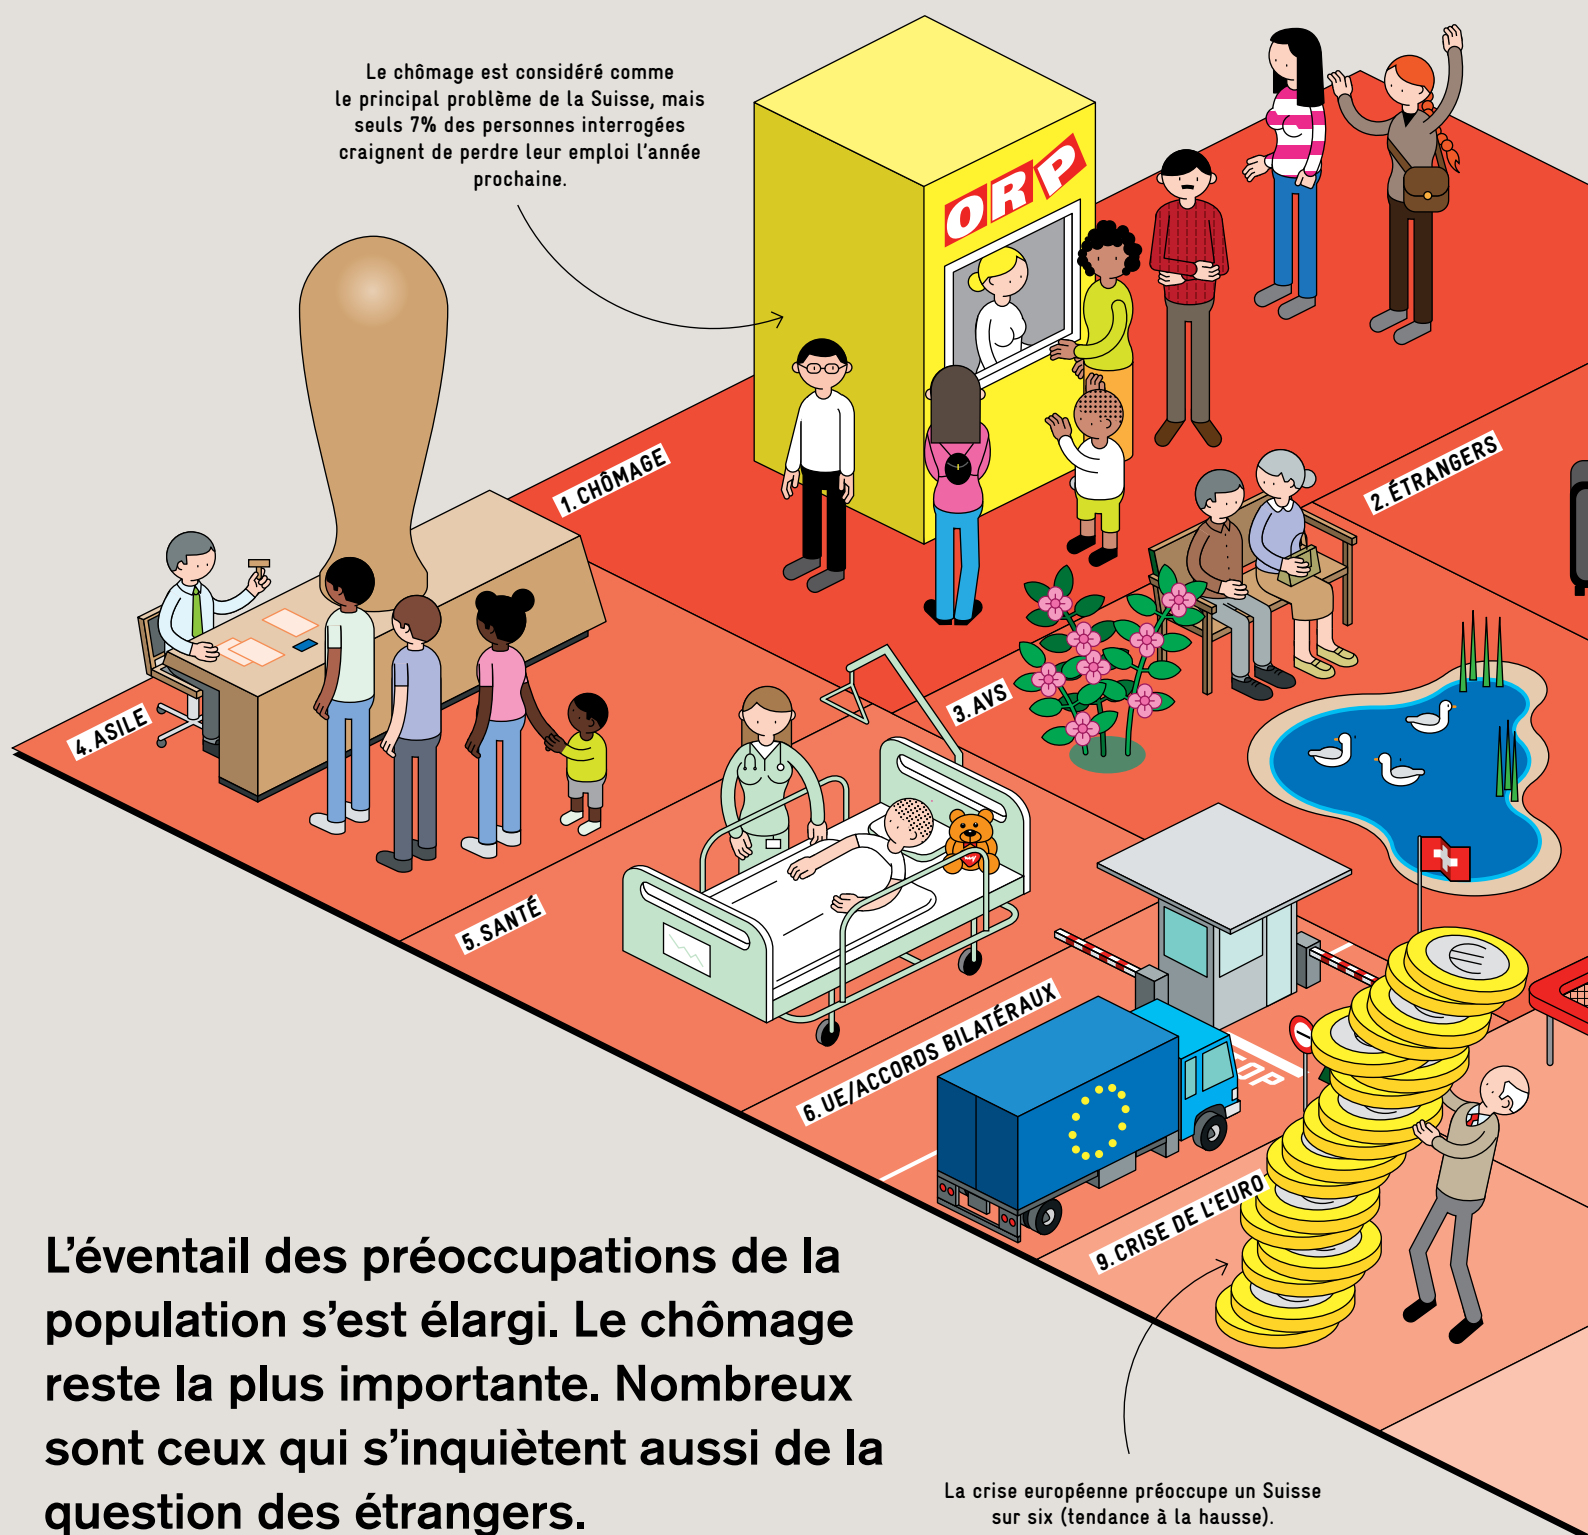 Le chômage est considéré comme
le principal problème de la Suisse, mais
seuls 7% des personnes interrogées
craignent de perdre leur emploi l'année
prochaine.
ORP
1. CHÔMAGE
2. ÉTRANGERS
3. AVS
4. ASILE
5. SANTÉ
6. UE/ACCORDS BILATÉRAUX
9. CRISE DE L'EURO
L'éventail des préoccupations de la
population s'est élargi. Le chômage
reste la plus importante. Nombreux
sont ceux qui s'inquiètent aussi de la
question des étrangers.
La crise européenne préoccupe un Suisse
sur six (tendance à la hausse).